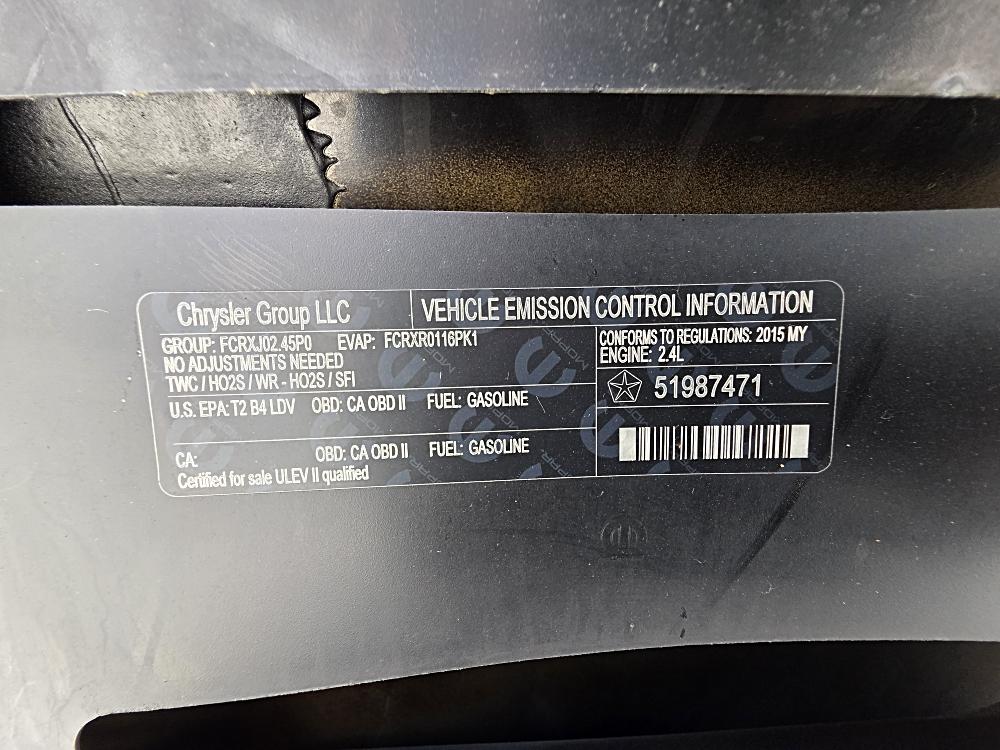 Chrysler Group LLC
VEHICLE EMISSION CONTROL INFORMATION
GROUP: FCRXJ02.45P0 EVAP: FCRXR0116PK1
NO ADJUSTMENTS NEEDED
TWC / HO2S / WR - HO2S / SFI
U.S. EPA: T2 B4 LDV OBD: CA OBD II FUEL: GASOLINE
CA: OBD: CA OBD II FUEL: GASOLINE
Certified for sale ULEV II qualified
CONFORMS TO REGULATIONS: 2015 MY
ENGINE: 2.4L
51987471
MOPAR